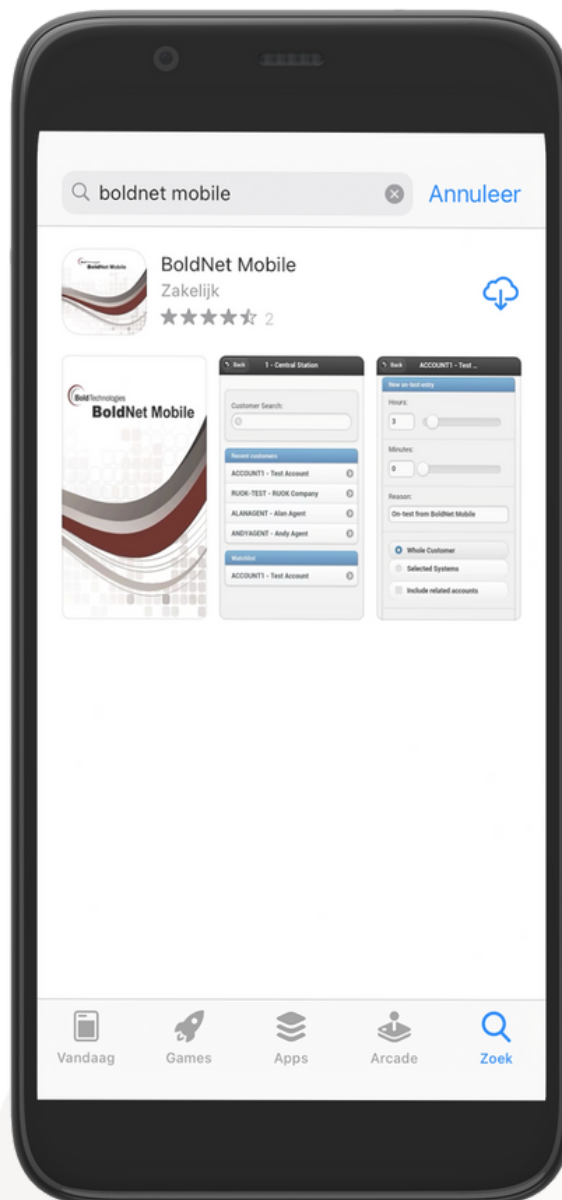 boldnet mobile
Annuleer
BoldNet Mobile
BoldNet Mobile
Zakelijk
2
BoldTechnologies
BoldNet Mobile
Back
1 - Central Station
Customer Search:
Recent customers
ACCOUNT1 - Test Account
RUOK-TEST - RUOK Company
ALANAGENT - Alan Agent
ANDYAGENT - Andy Agent
Watchlist
ACCOUNT1 - Test Account
Back
ACCOUNT1 - Test ...
New on-test entry
Hours:
3
Minutes:
0
Reason:
On-test from BoldNet Mobile
Whole Customer
Selected Systems
Include related accounts
Vandaag
Games
Apps
Arcade
Zoek